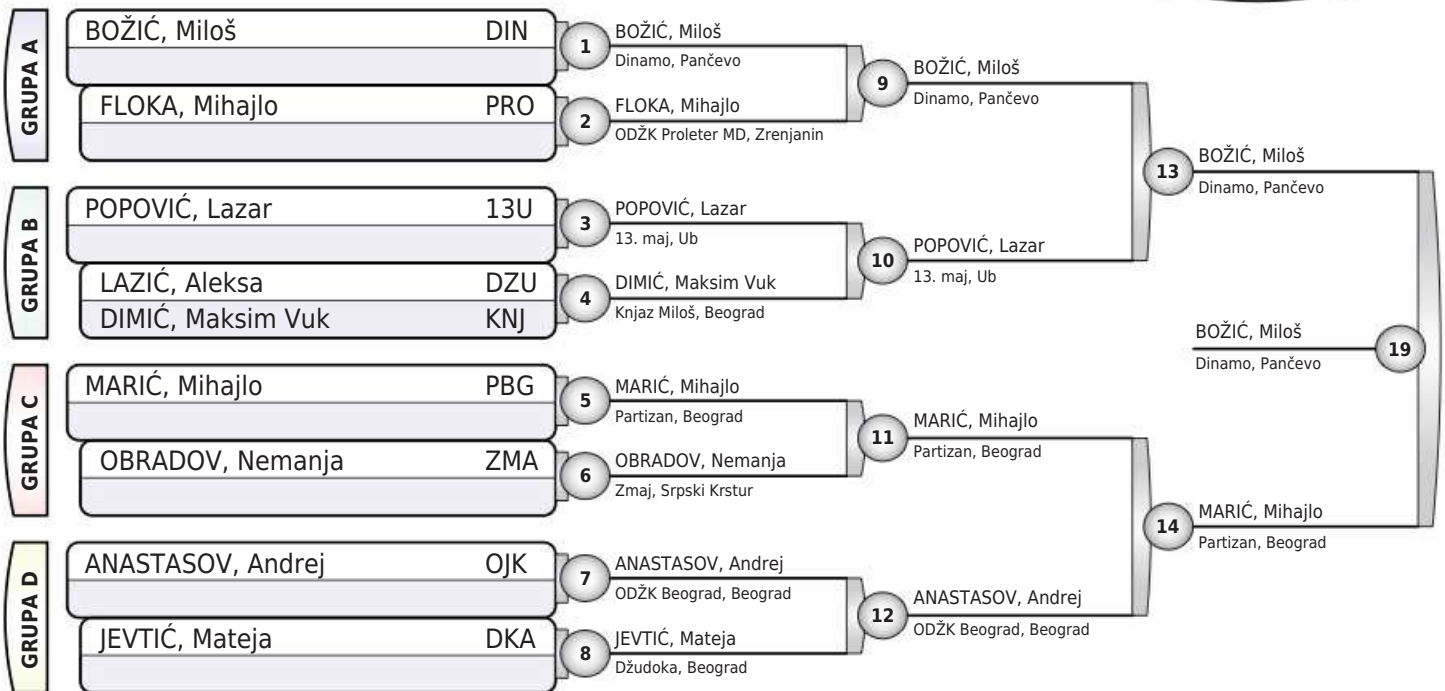 GRUPA A
BOŽIĆ, Miloš DIN
FLOKA, Mihajlo PRO
1
BOŽIĆ, Miloš
Dinamo, Pančevo
2
FLOKA, Mihajlo
ODŽK Proleter MD, Zrenjanin
9
BOŽIĆ, Miloš
Dinamo, Pančevo
GRUPA B
POPOVIĆ, Lazar 13U
LAZIĆ, Aleksa DZU
DIMIĆ, Maksim Vuk KNJ
3
POPOVIĆ, Lazar
13. maj, Ub
4
DIMIĆ, Maksim Vuk
Knjaz Miloš, Beograd
10
POPOVIĆ, Lazar
13. maj, Ub
13
BOŽIĆ, Miloš
Dinamo, Pančevo
GRUPA C
MARIĆ, Mihajlo PBG
OBRADOV, Nemanja ZMA
5
MARIĆ, Mihajlo
Partizan, Beograd
6
OBRADOV, Nemanja
Zmaj, Srpski Krstur
11
MARIĆ, Mihajlo
Partizan, Beograd
GRUPA D
ANASTASOV, Andrej OJK
JEVTIĆ, Mateja DKA
7
ANASTASOV, Andrej
ODŽK Beograd, Beograd
8
JEVTIĆ, Mateja
Džudoka, Beograd
12
ANASTASOV, Andrej
ODŽK Beograd, Beograd
14
MARIĆ, Mihajlo
Partizan, Beograd
BOŽIĆ, Miloš
Dinamo, Pančevo
19